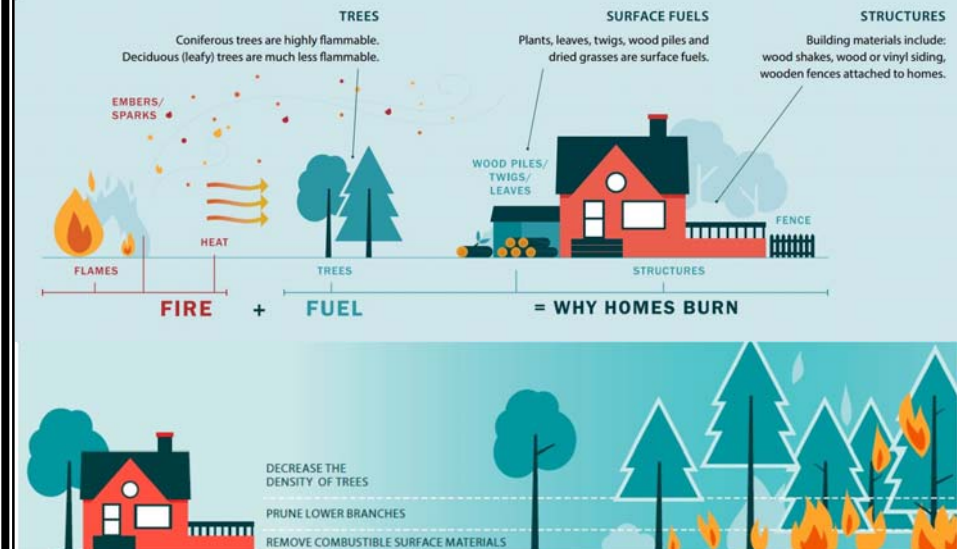 TREES
Coniferous trees are highly flammable.
Deciduous (leafy) trees are much less flammable.
SURFACE FUELS
Plants, leaves, twigs, wood piles and
dried grasses are surface fuels.
STRUCTURES
Building materials include:
wood shakes, wood or vinyl siding,
wooden fences attached to homes.
EMBERS/
SPARKS
WOOD PILES/
TWIGS/
LEAVES
FENCE
HEAT
FLAMES
TREES
STRUCTURES
FIRE + FUEL = WHY HOMES BURN
DECREASE THE
DENSITY OF TREES
PRUNE LOWER BRANCHES
REMOVE COMBUSTIBLE SURFACE MATERIALS